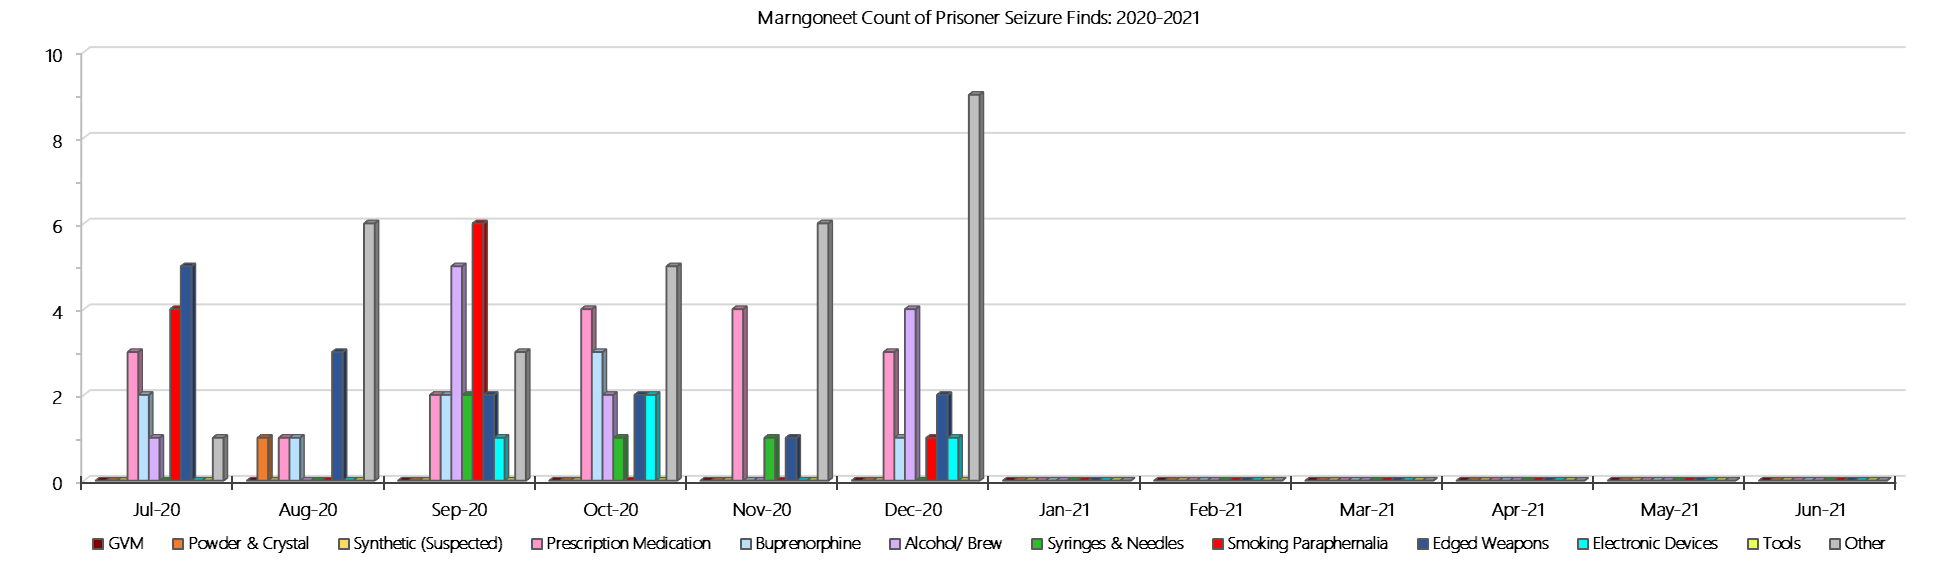 Marngoneet Count of Prisoner Seizure Finds: 2020-2021
10
8
6
4
2
0
Jul-20 Aug-20 Sep-20 Oct-20 Nov-20 Dec-20 Jan-21 Feb-21 Mar-21 Apr-21 May-21 Jun-21
GVM Powder & Crystal Synthetic (Suspected) Prescription Medication Buprenorphine Alcohol/ Brew Syringes & Needles Smoking Paraphernalia Edged Weapons Electronic Devices Tools Other